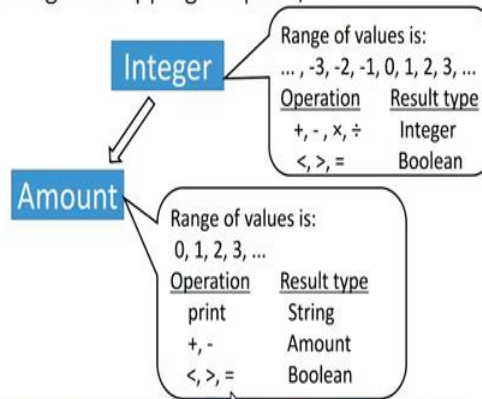 Integer
Range of values is:
... , -3, -2, -1, 0, 1, 2, 3, ...
Operation Result type
+, - , ×, ÷ Integer
<, >, = Boolean
Amount
Range of values is:
0, 1, 2, 3, ...
Operation Result type
print String
+, - Amount
<, >, = Boolean